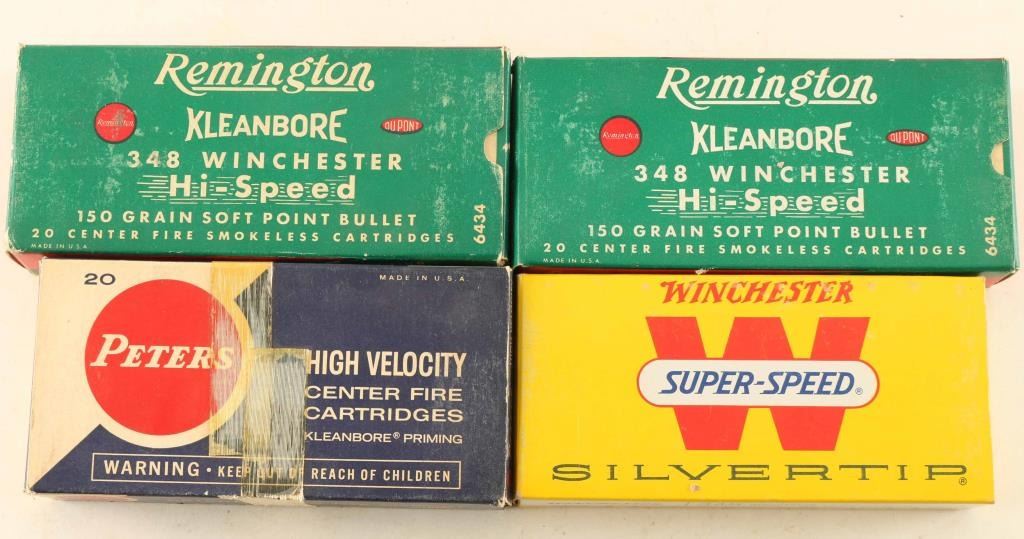 Remington
Remington
KLEANBORE
DU PONT
348 WINCHESTER
Hi-Speed
150 GRAIN SOFT POINT BULLET
20 CENTER FIRE SMOKELESS CARTRIDGES
MADE IN U.S.A.
6434
Remington
Remington
KLEANBORE
DU PONT
348 WINCHESTER
Hi-Speed
150 GRAIN SOFT POINT BULLET
20 CENTER FIRE SMOKELESS CARTRIDGES
MADE IN U.S.A.
6434
20
MADE IN U.S.A.
PETERS
HIGH VELOCITY
CENTER FIRE
CARTRIDGES
KLEANBORE® PRIMING
WARNING • KEEP OUT OF REACH OF CHILDREN
WINCHESTER
W
SUPER-SPEED®
SILVERTIP®